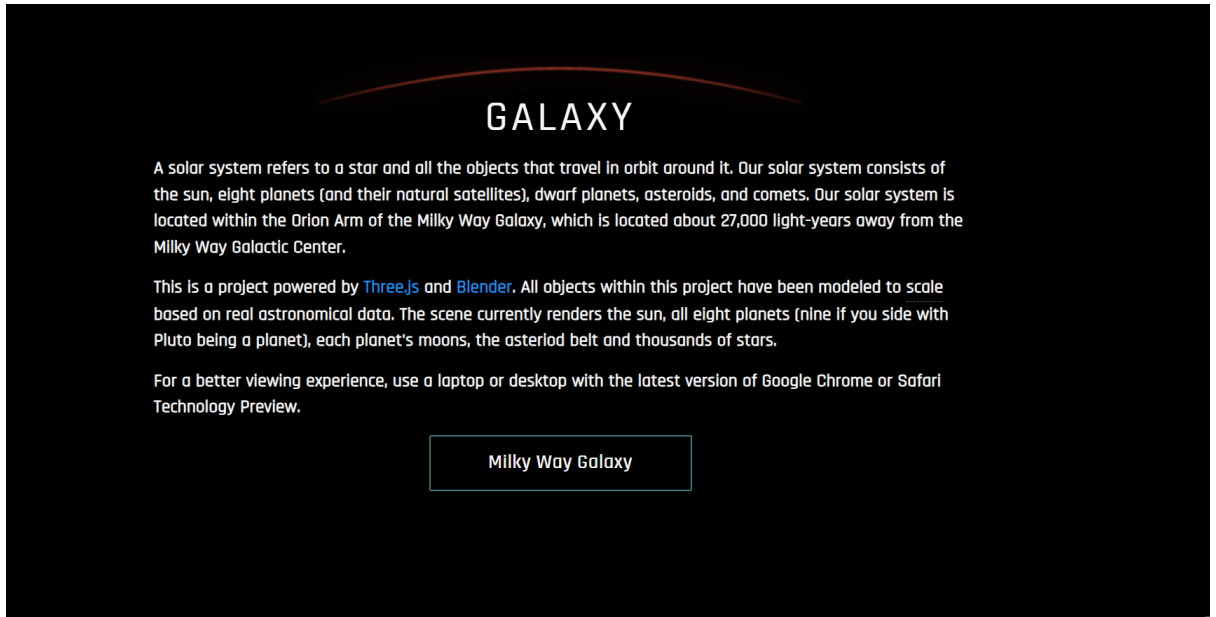 GALAXY
A solar system refers to a star and all the objects that travel in orbit around it. Our solar system consists of
the sun, eight planets (and their natural satellites), dwarf planets, asteroids, and comets. Our solar system is
located within the Orion Arm of the Milky Way Galaxy, which is located about 27,000 light-years away from the
Milky Way Galactic Center.
This is a project powered by Three.js and Blender. All objects within this project have been modeled to scale
based on real astronomical data. The scene currently renders the sun, all eight planets (nine if you side with
Pluto being a planet), each planet's moons, the asteriod belt and thousands of stars.
For a better viewing experience, use a laptop or desktop with the latest version of Google Chrome or Safari
Technology Preview.
Milky Way Galaxy